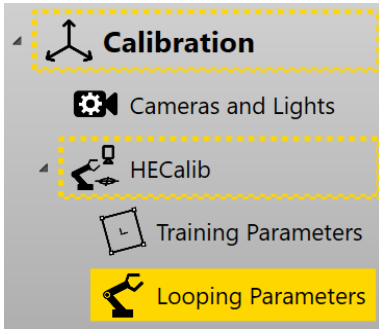 Calibration
Cameras and Lights
HECalib
Training Parameters
Looping Parameters